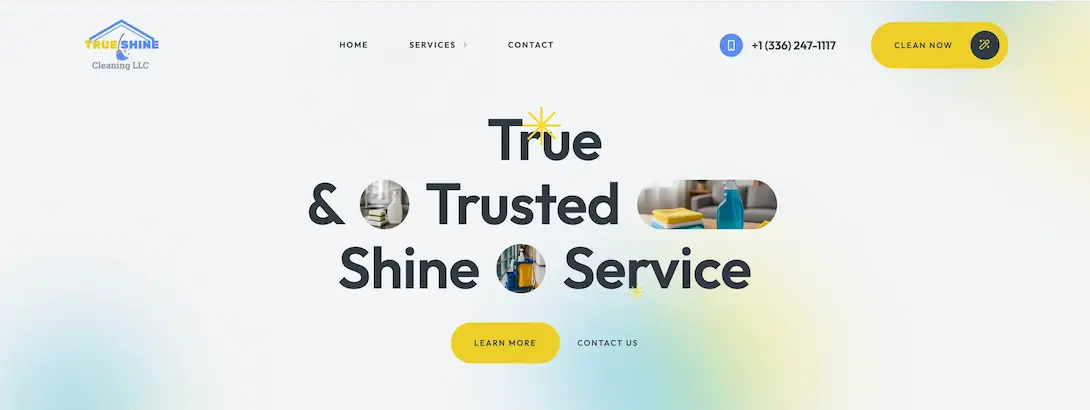 TRUE SHINE
Cleaning LLC
HOME
SERVICES
CONTACT
+1 (336) 247-1117
CLEAN NOW
True
& Trusted
Shine Service
LEARN MORE
CONTACT US